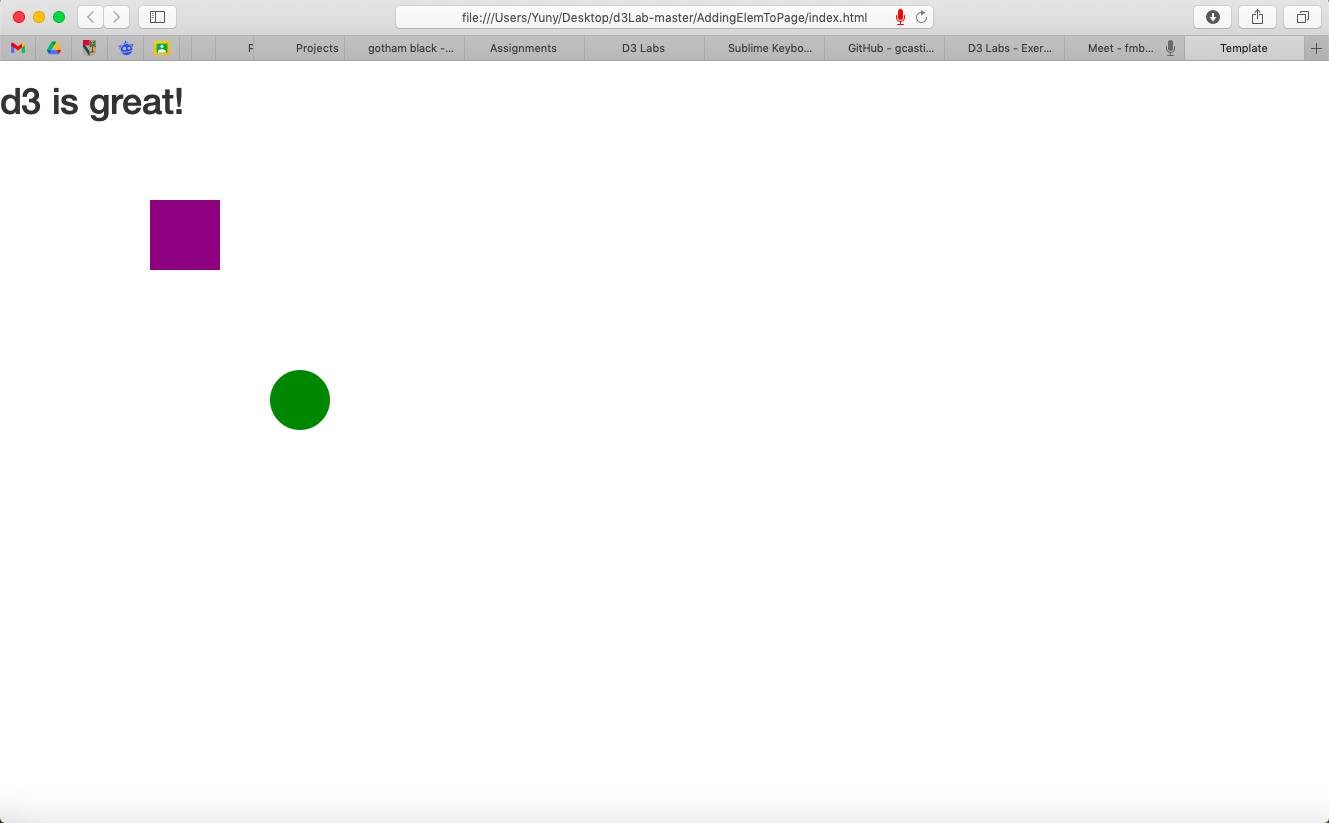 file:///Users/Yuny/Desktop/d3Lab-master/AddingElemToPage/index.html
P Projects gotham black -... Assignments D3 Labs Sublime Keybo... GitHub - gcasti... D3 Labs - Exer... Meet - fmb... Template
d3 is great!